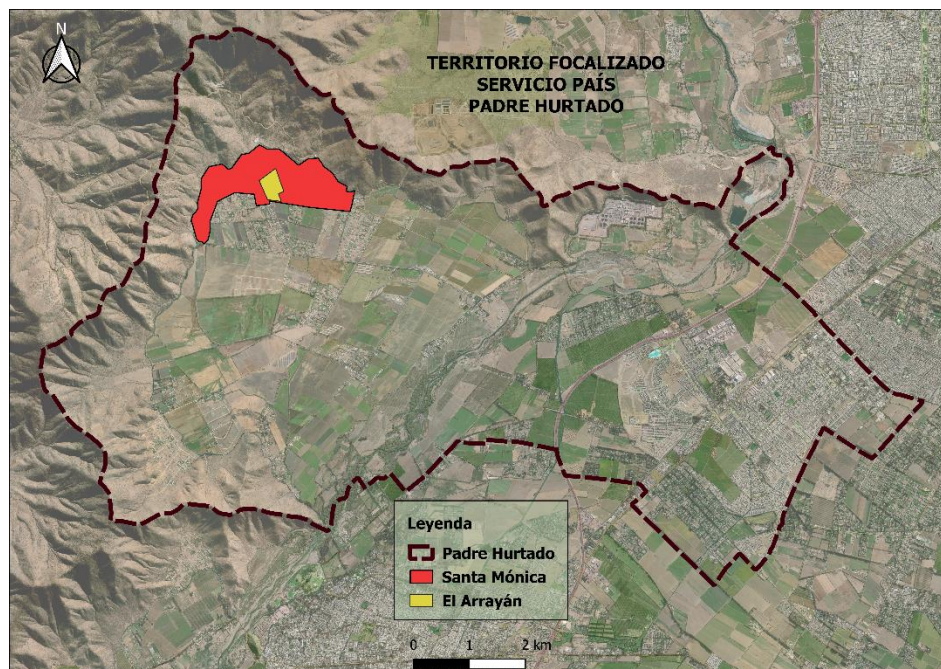 N
TERRITORIO FOCALIZADO
SERVICIO PAÍS
PADRE HURTADO
Leyenda
Padre Hurtado
Santa Mónica
El Arrayán
0 1 2 km